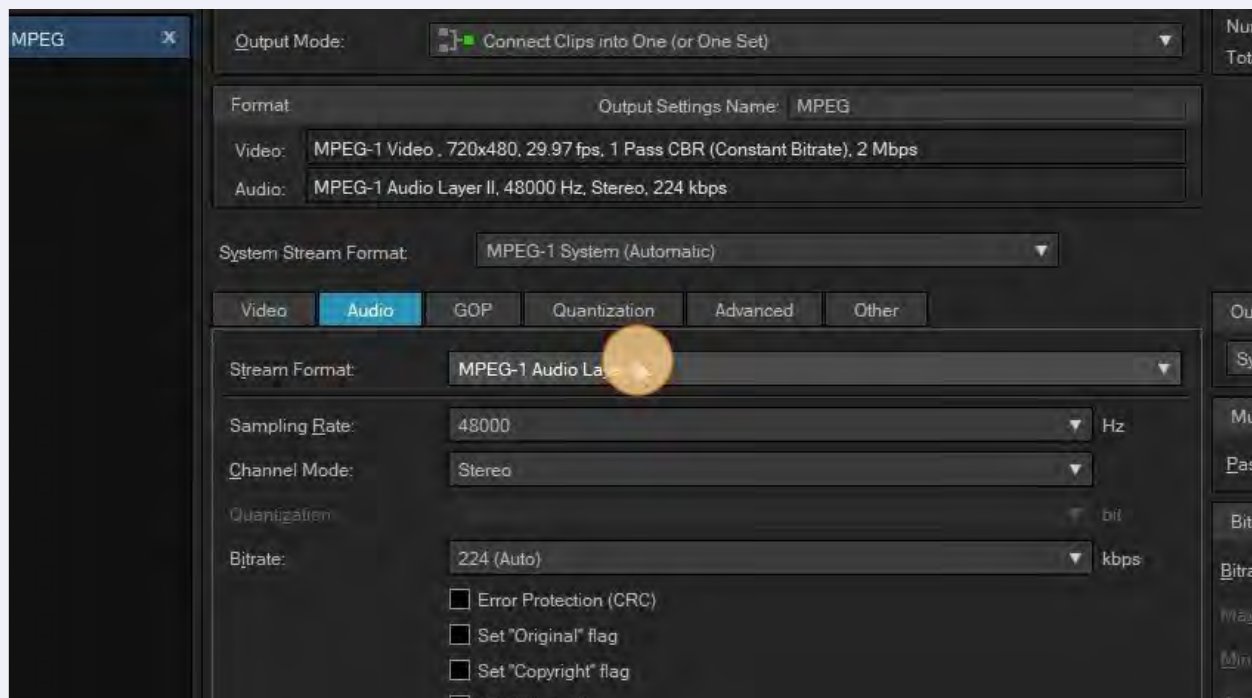 MPEG X
Output Mode: Connect Clips into One (or One Set)
Format Output Settings Name: MPEG
Video: MPEG-1 Video , 720x480, 29.97 fps, 1 Pass CBR (Constant Bitrate), 2 Mbps
Audio: MPEG-1 Audio Layer II, 48000 Hz, Stereo, 224 kbps
System Stream Format: MPEG-1 System (Automatic)
Video Audio GOP Quantization Advanced Other
Stream Format: MPEG-1 Audio
Sampling Rate: 48000 Hz
Channel Mode: Stereo
Quantization: bit
Bitrate: 224 (Auto) kbps
Error Protection (CRC)
Set "Original" flag
Set "Copyright" flag